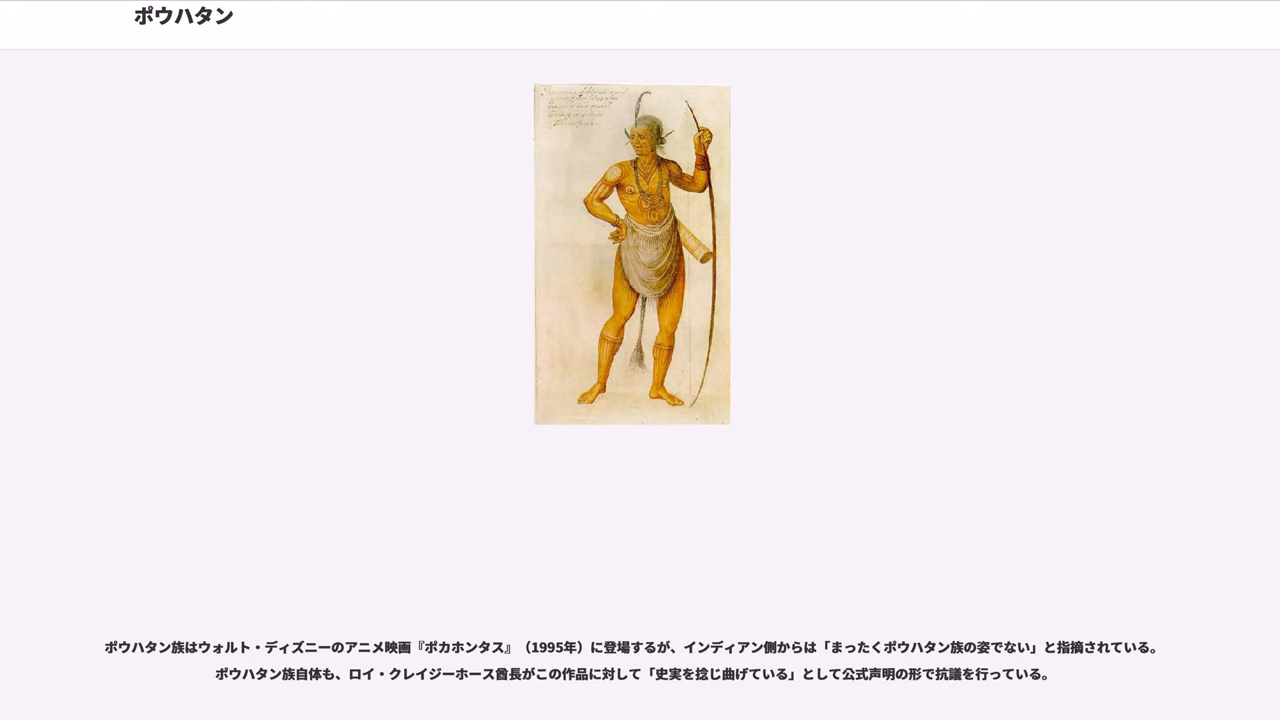 ポウハタン
ポウハタン族はウォルト・ディズニーのアニメ映画『ポカホンタス』（1995年）に登場するが、インディアン側からは「まったくポウハタン族の姿でない」と指摘されている。
ポウハタン族自体も、ロイ・クレイジーホース酋長がこの作品に対して「史実を捻じ曲げている」として公式声明の形で抗議を行っている。